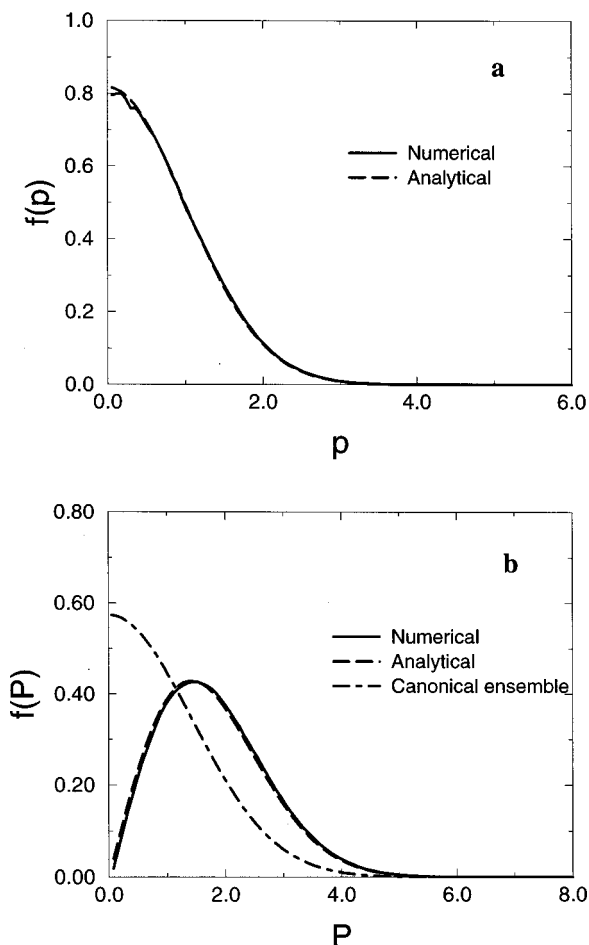 1.0
a
0.8
Numerical
0.6
Analytical
f(p)
0.4
0.2
0.0
0.0 2.0 4.0 6.0
p
0.80
b
0.60
Numerical
Analytical
f(P)
0.40
Canonical ensemble
0.20
0.00
0.0 2.0 4.0 6.0 8.0
P